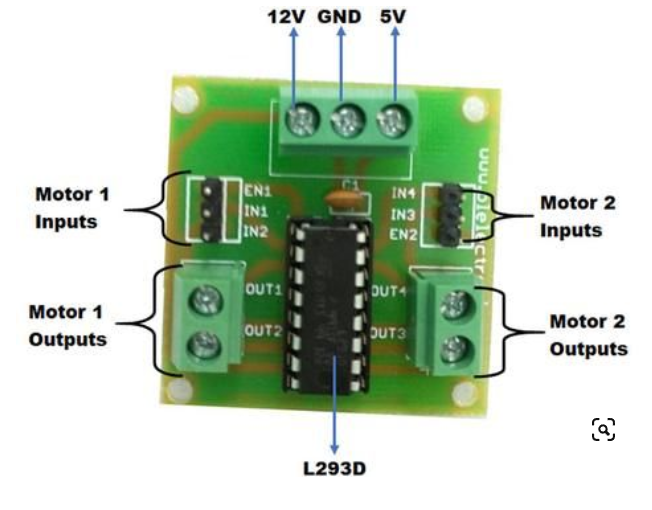 12V GND 5V
EN1
IN1
IN2
C1
IN4
IN3
EN2
Motor 1
Inputs
Motor 2
Inputs
OUT1
OUT2
OUT4
OUT3
Motor 1
Outputs
Motor 2
Outputs
L293D